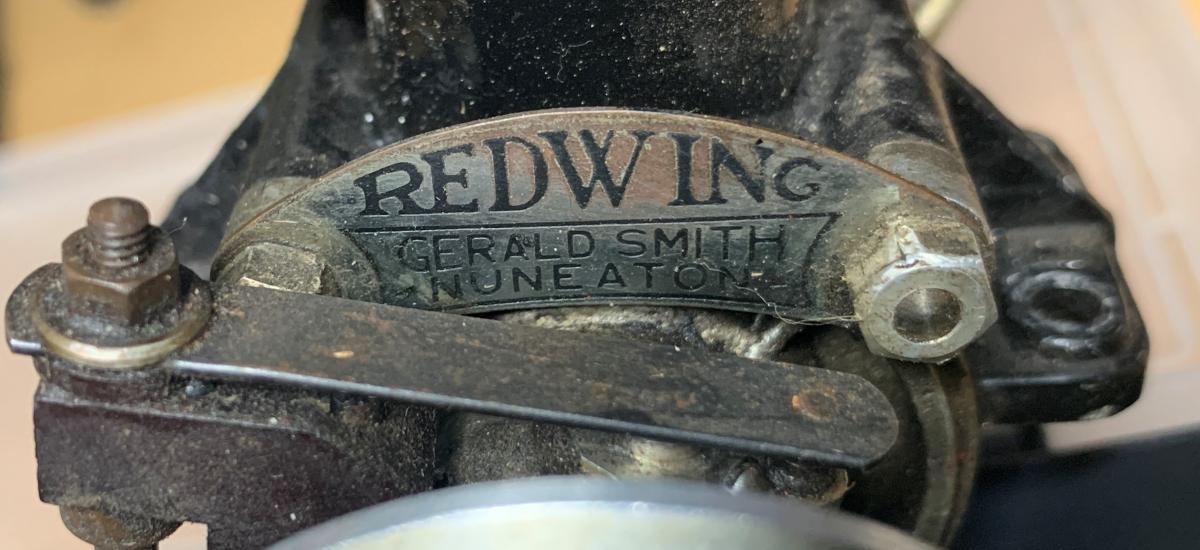 REDWING
GERALD SMITH
-NUNEATON-